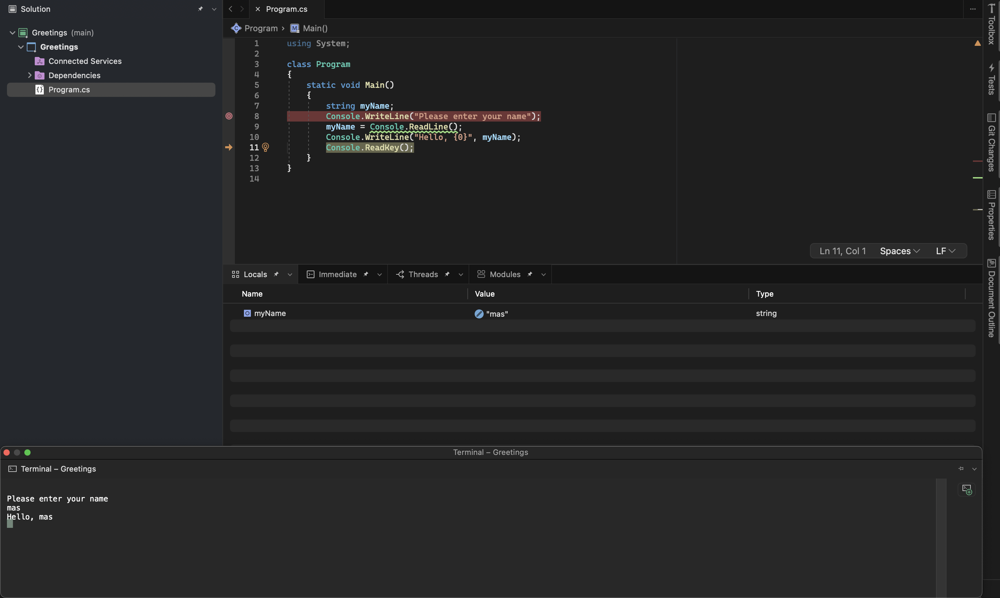 Solution
Greetings (main)
Greetings
Connected Services
Dependencies
Program.cs
Program.cs
Program › Main()
1 using System;
2
3 class Program
4 {
5 static void Main()
6 {
7 string myName;
8 Console.WriteLine("Please enter your name");
9 myName = Console.ReadLine();
10 Console.WriteLine("Hello, {0}", myName);
11 Console.ReadKey();
12 }
13 }
14
Ln 11, Col 1 Spaces LF
Toolbox
Tests
Git Changes
Properties
Document Outline
Locals Immediate Threads Modules
Name Value Type
myName "mas" string
Terminal – Greetings
Terminal – Greetings
Please enter your name
mas
Hello, mas